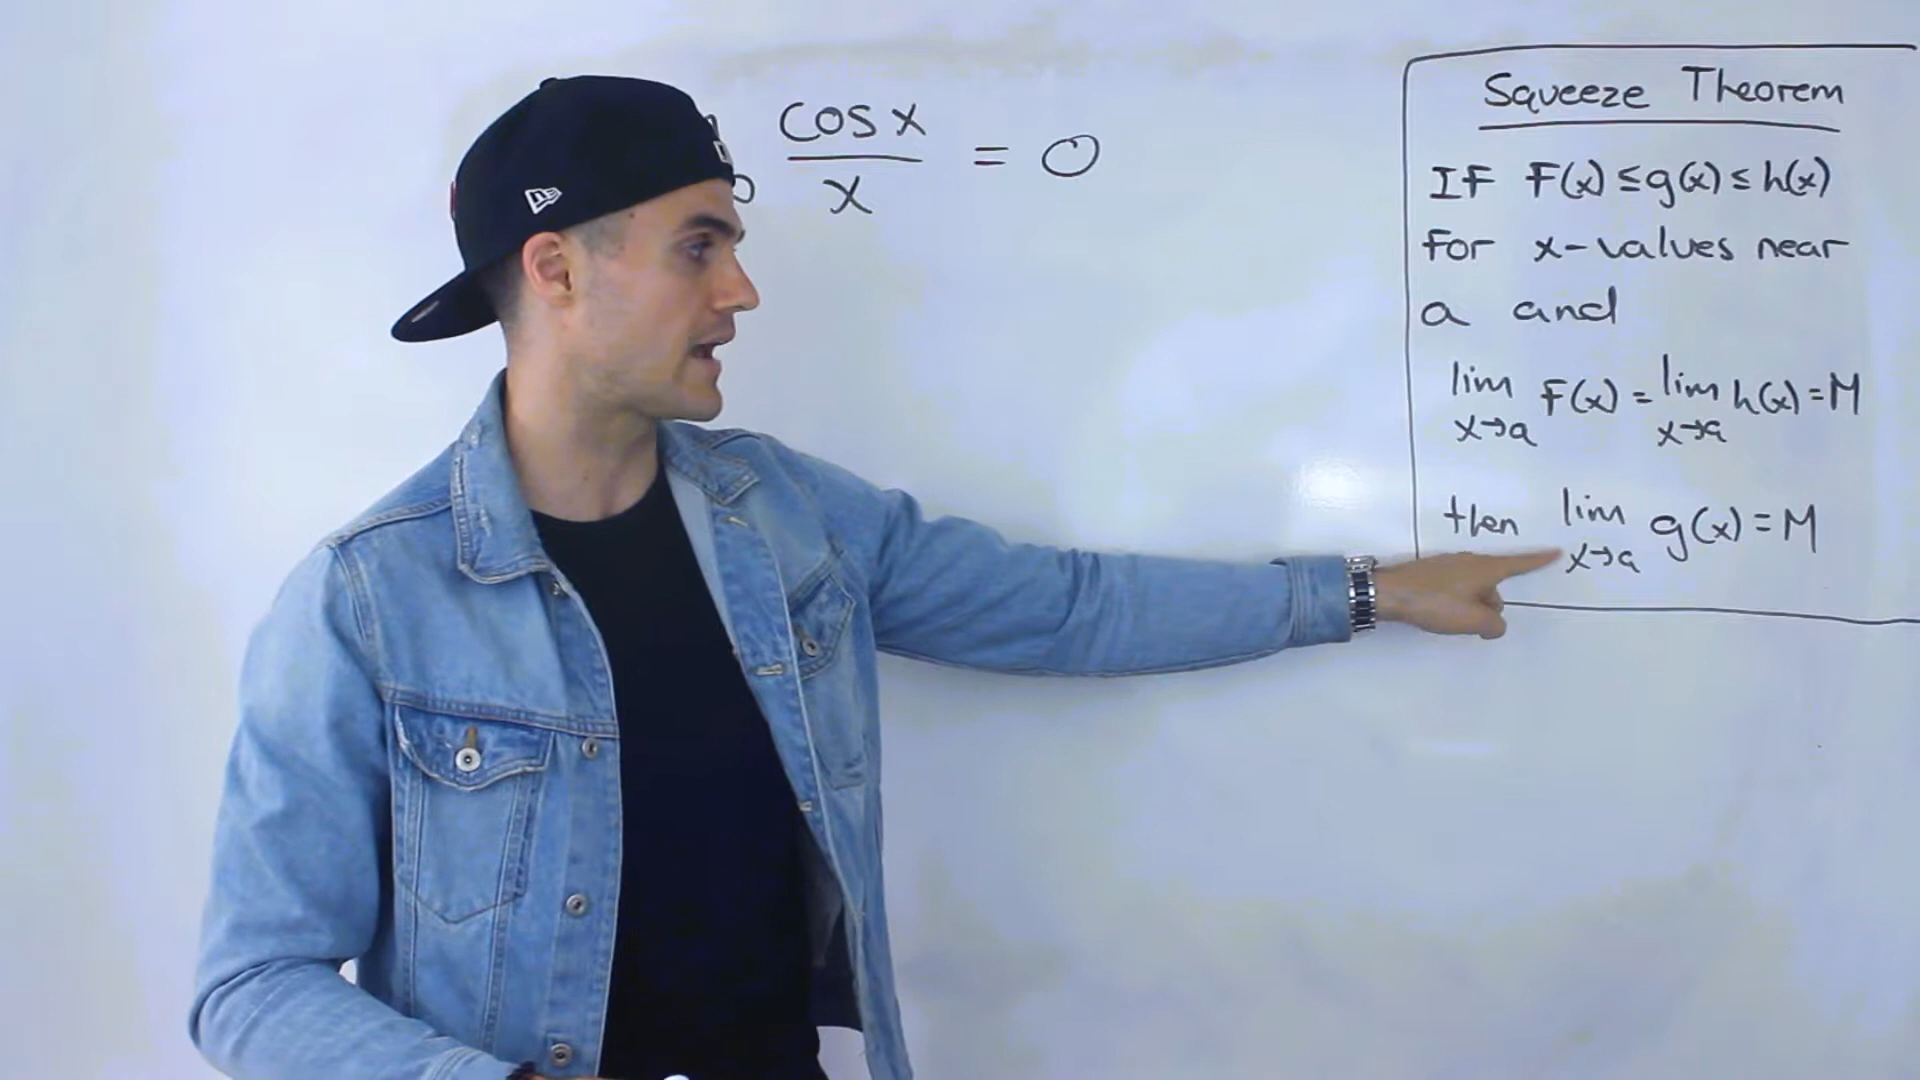 cos x
x
= 0
Squeeze Theorem
IF F(x) ≤ g(x) ≤ h(x)
for x-values near
a and
lim F(x) = lim h(x) = M
x→a x→a
then lim g(x) = M
x→a